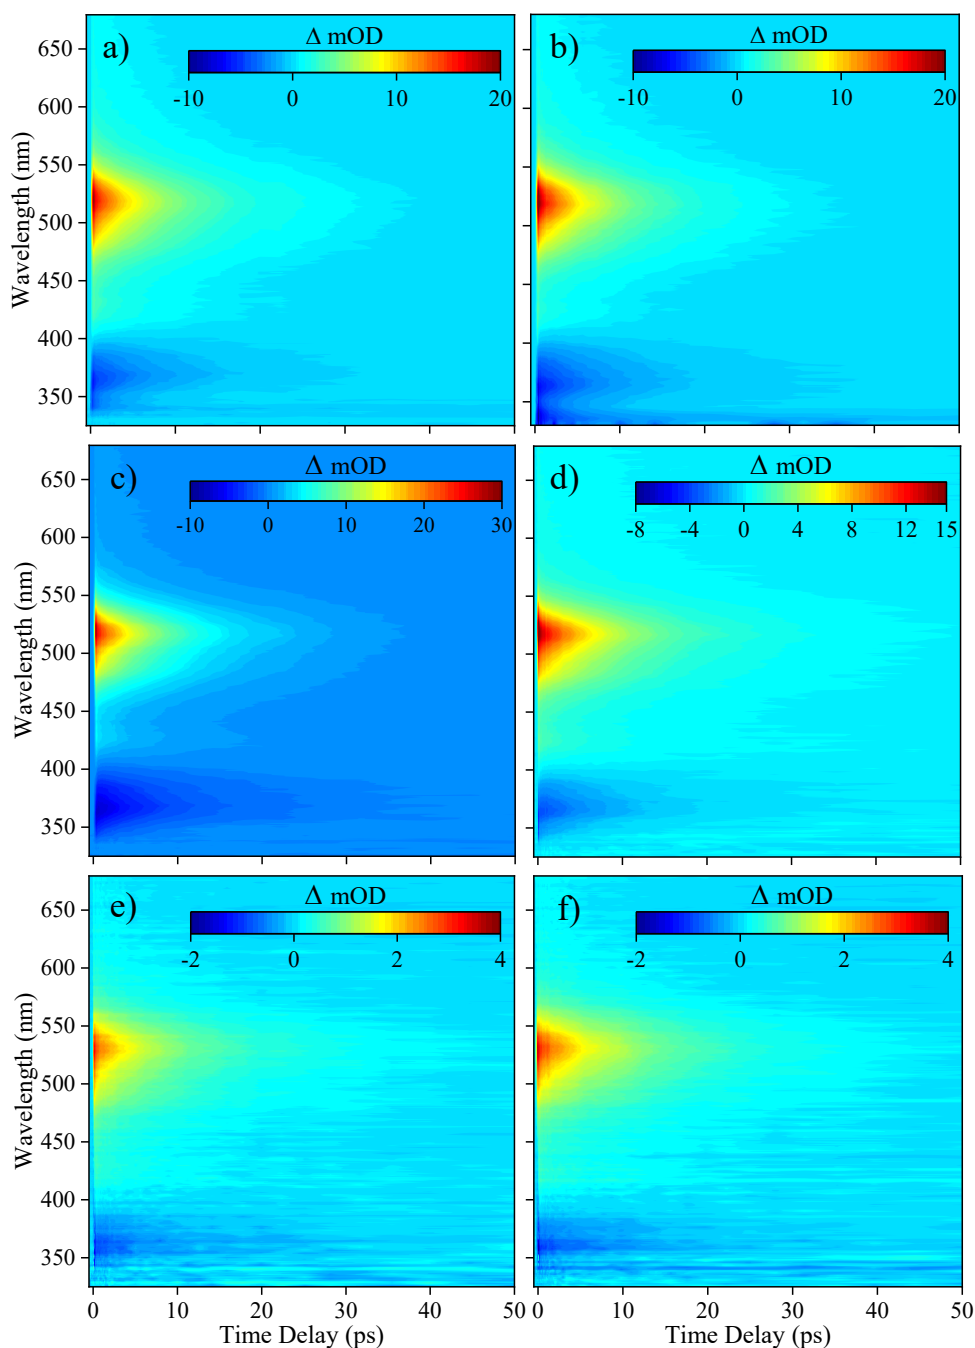 a) Δ mOD
-10 0 10 20
b) Δ mOD
-10 0 10 20
650
600
550
500
450
400
350
Wavelength (nm)
c) Δ mOD
-10 0 10 20 30
d) Δ mOD
-8 -4 0 4 8 12 15
650
600
550
500
450
400
350
Wavelength (nm)
e) Δ mOD
-2 0 2 4
f) Δ mOD
-2 0 2 4
650
600
550
500
450
400
350
Wavelength (nm)
0 10 20 30 40 50
0 10 20 30 40 50
Time Delay (ps)
Time Delay (ps)